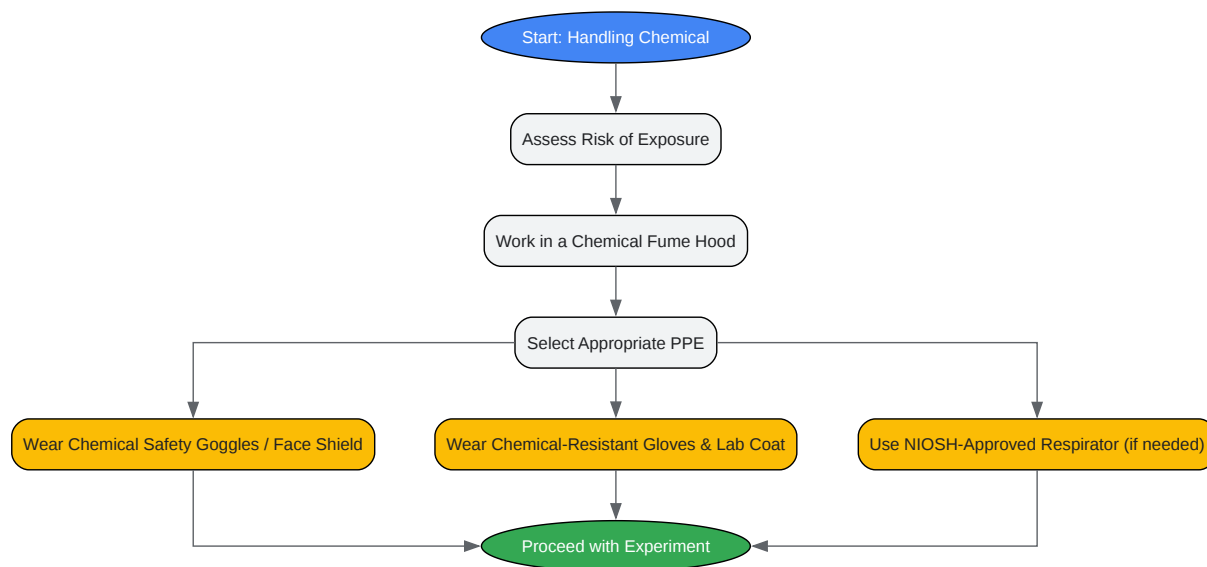 Start: Handling Chemical
Assess Risk of Exposure
Work in a Chemical Fume Hood
Select Appropriate PPE
Wear Chemical Safety Goggles / Face Shield
Wear Chemical-Resistant Gloves & Lab Coat
Use NIOSH-Approved Respirator (if needed)
Proceed with Experiment